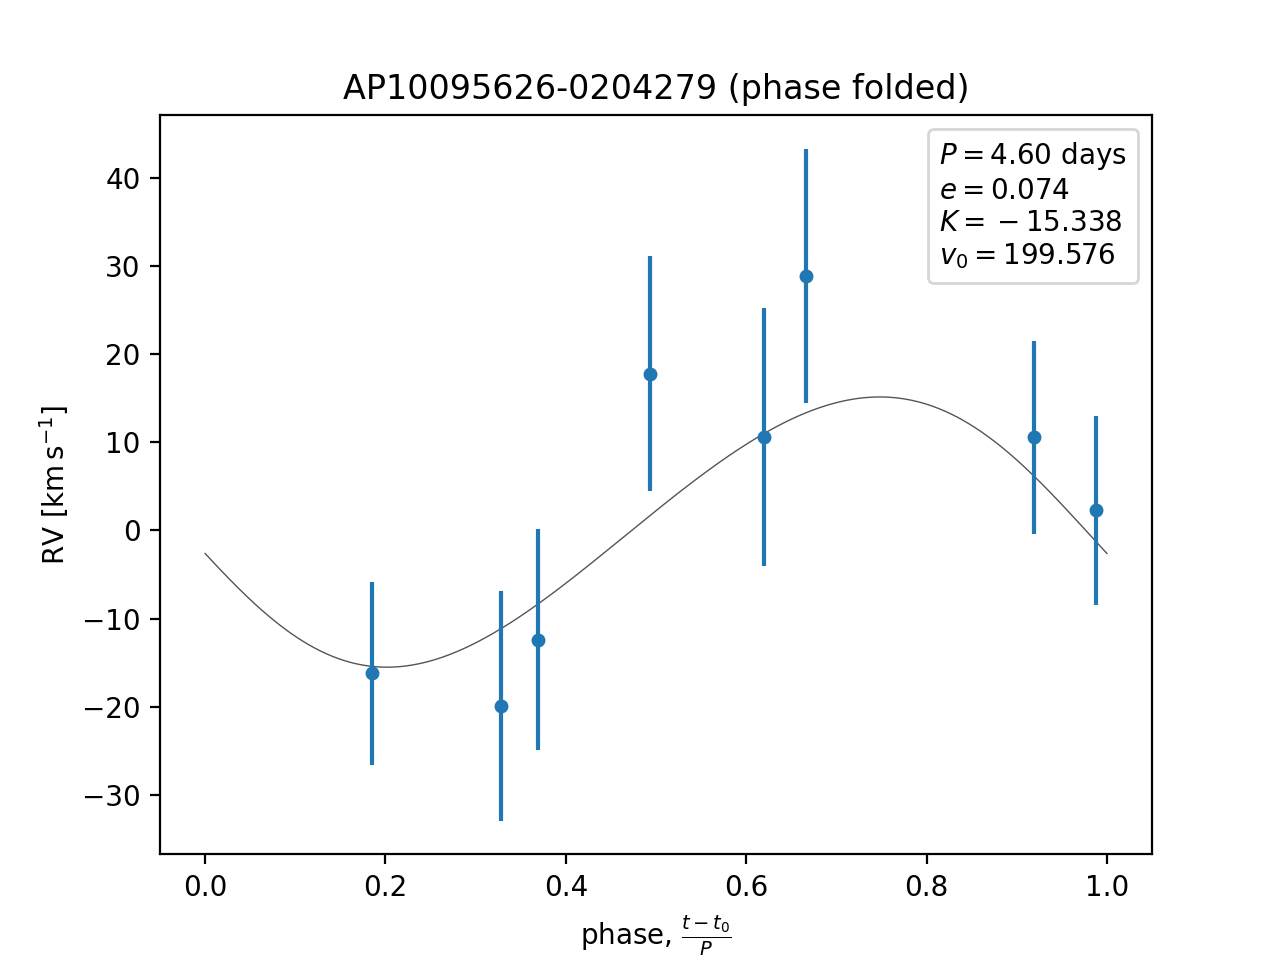 AP10095626-0204279 (phase folded)
P = 4.60 days
e = 0.074
K = −15.338
v₀ = 199.576
40
30
20
10
0
−10
−20
−30
RV [km s⁻¹]
0.0 0.2 0.4 0.6 0.8 1.0
phase, (t − t₀)/P